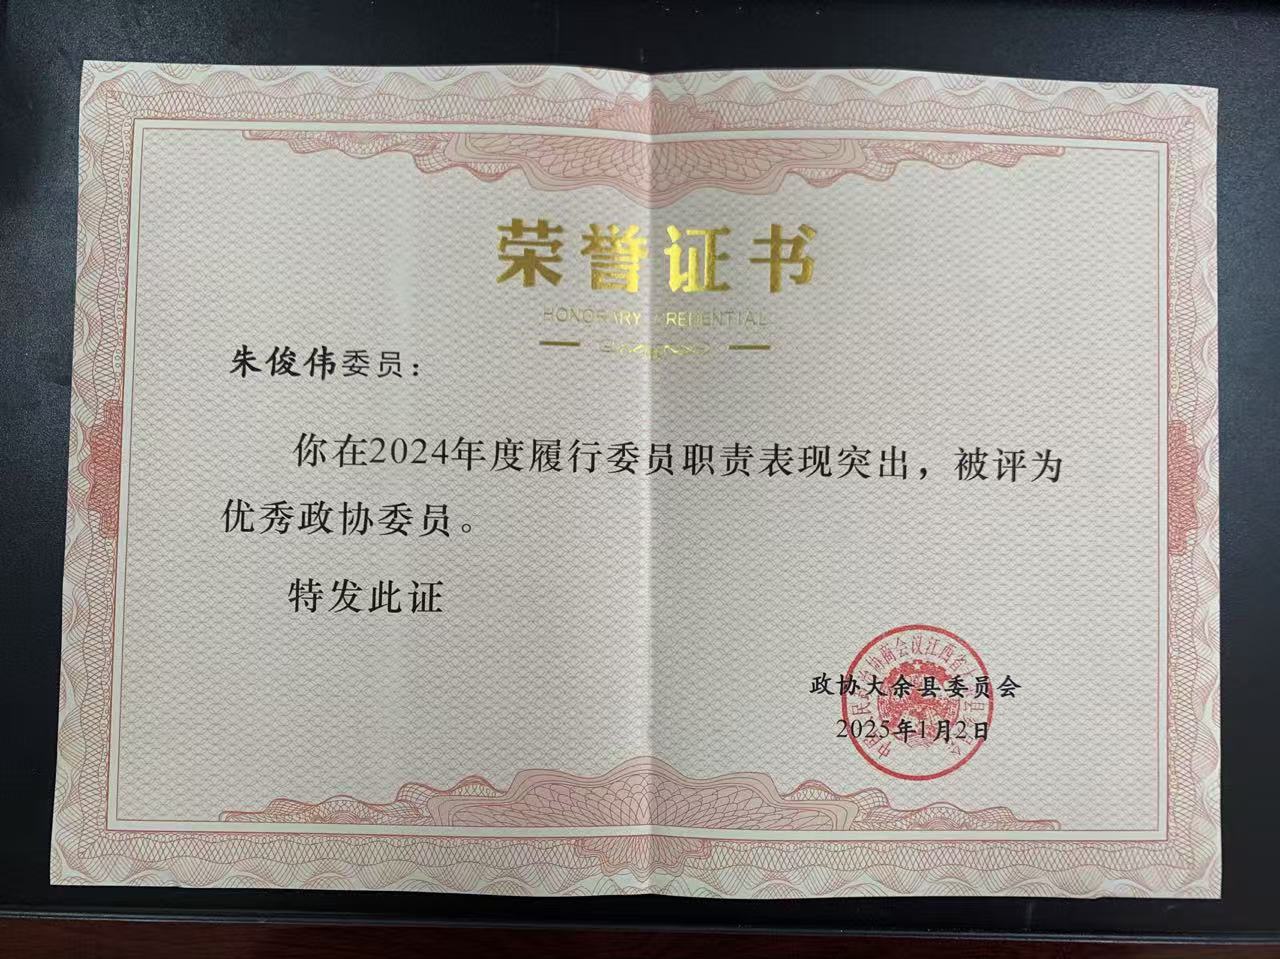 荣誉证书
HONORARY CREDENTIAL
朱俊伟委员：
你在2024年度履行委员职责表现突出，被评为
优秀政协委员。
特发此证
政协大余县委员会
2025年1月2日